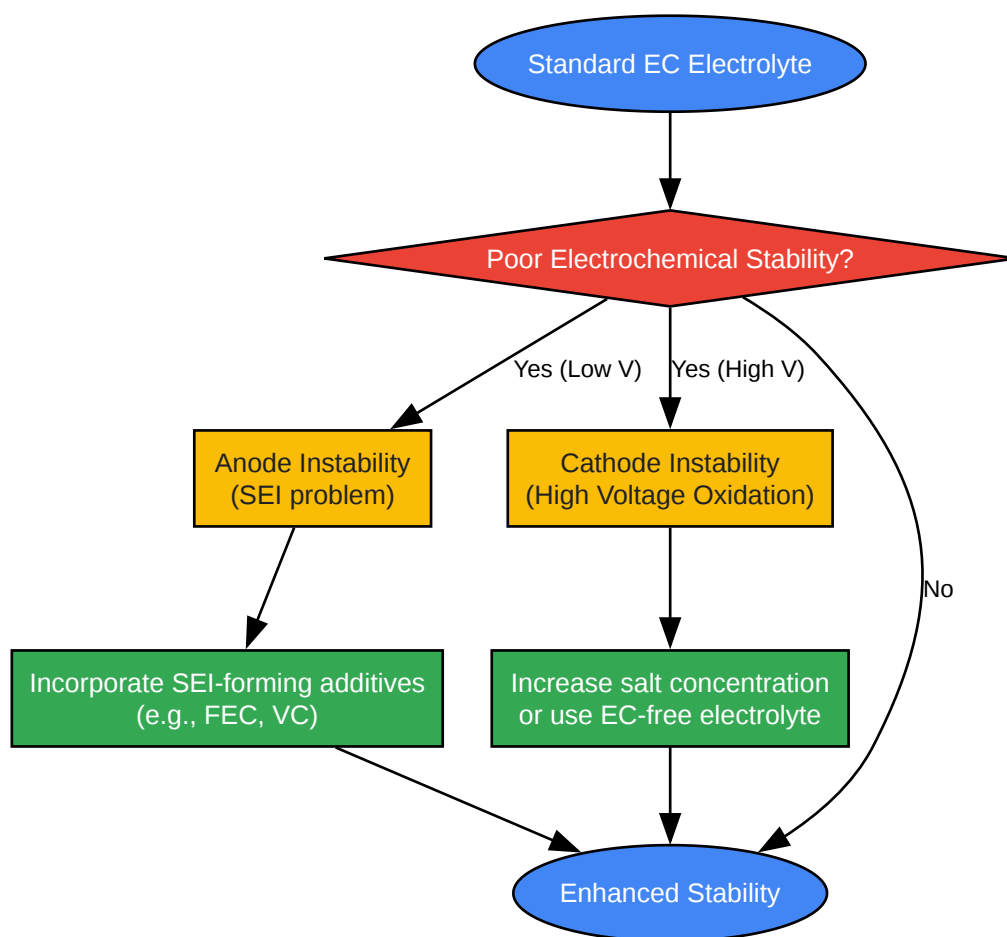 Standard EC Electrolyte
Poor Electrochemical Stability?
Yes (Low V)
Yes (High V)
Anode Instability
(SEI problem)
Cathode Instability
(High Voltage Oxidation)
No
Incorporate SEI-forming additives
(e.g., FEC, VC)
Increase salt concentration
or use EC-free electrolyte
Enhanced Stability